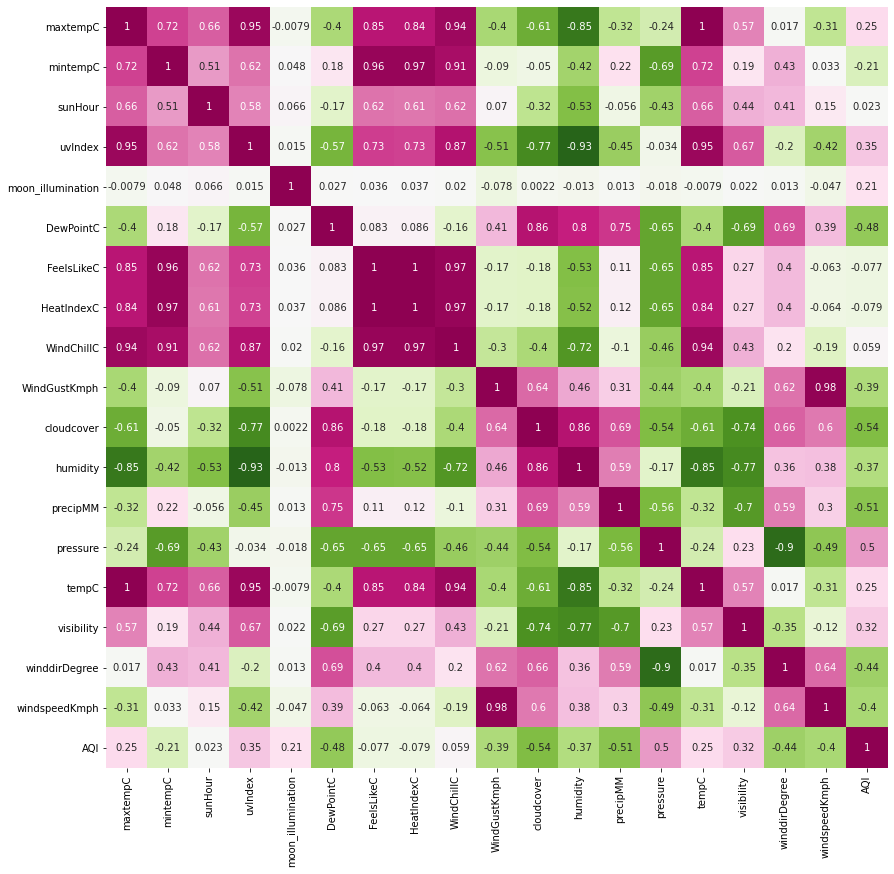 maxtempC 1 0.72 0.66 0.95 -0.0079 -0.4 0.85 0.84 0.94 -0.4 -0.61 -0.85 -0.32 -0.24 1 0.57 0.017 -0.31 0.25
mintempC 0.72 1 0.51 0.62 0.048 0.18 0.96 0.97 0.91 -0.09 -0.05 -0.42 0.22 -0.69 0.72 0.19 0.43 0.033 -0.21
sunHour 0.66 0.51 1 0.58 0.066 -0.17 0.62 0.61 0.62 0.07 -0.32 -0.53 -0.056 -0.43 0.66 0.44 0.41 0.15 0.023
uvIndex 0.95 0.62 0.58 1 0.015 -0.57 0.73 0.73 0.87 -0.51 -0.77 -0.93 -0.45 -0.034 0.95 0.67 -0.2 -0.42 0.35
moon_illumination -0.0079 0.048 0.066 0.015 1 0.027 0.036 0.037 0.02 -0.078 0.0022 -0.013 0.013 -0.018 -0.0079 0.022 0.013 -0.047 0.21
DewPointC -0.4 0.18 -0.17 -0.57 0.027 1 0.083 0.086 -0.16 0.41 0.86 0.8 0.75 -0.65 -0.4 -0.69 0.69 0.39 -0.48
FeelsLikeC 0.85 0.96 0.62 0.73 0.036 0.083 1 1 0.97 -0.17 -0.18 -0.53 0.11 -0.65 0.85 0.27 0.4 -0.063 -0.077
HeatIndexC 0.84 0.97 0.61 0.73 0.037 0.086 1 1 0.97 -0.17 -0.18 -0.52 0.12 -0.65 0.84 0.27 0.4 -0.064 -0.079
WindChillC 0.94 0.91 0.62 0.87 0.02 -0.16 0.97 0.97 1 -0.3 -0.4 -0.72 -0.1 -0.46 0.94 0.43 0.2 -0.19 0.059
WindGustKmph -0.4 -0.09 0.07 -0.51 -0.078 0.41 -0.17 -0.17 -0.3 1 0.64 0.46 0.31 -0.44 -0.4 -0.21 0.62 0.98 -0.39
cloudcover -0.61 -0.05 -0.32 -0.77 0.0022 0.86 -0.18 -0.18 -0.4 0.64 1 0.86 0.69 -0.54 -0.61 -0.74 0.66 0.6 -0.54
humidity -0.85 -0.42 -0.53 -0.93 -0.013 0.8 -0.53 -0.52 -0.72 0.46 0.86 1 0.59 -0.17 -0.85 -0.77 0.36 0.38 -0.37
precipMM -0.32 0.22 -0.056 -0.45 0.013 0.75 0.11 0.12 -0.1 0.31 0.69 0.59 1 -0.56 -0.32 -0.7 0.59 0.3 -0.51
pressure -0.24 -0.69 -0.43 -0.034 -0.018 -0.65 -0.65 -0.65 -0.46 -0.44 -0.54 -0.17 -0.56 1 -0.24 0.23 -0.9 -0.49 0.5
tempC 1 0.72 0.66 0.95 -0.0079 -0.4 0.85 0.84 0.94 -0.4 -0.61 -0.85 -0.32 -0.24 1 0.57 0.017 -0.31 0.25
visibility 0.57 0.19 0.44 0.67 0.022 -0.69 0.27 0.27 0.43 -0.21 -0.74 -0.77 -0.7 0.23 0.57 1 -0.35 -0.12 0.32
winddirDegree 0.017 0.43 0.41 -0.2 0.013 0.69 0.4 0.4 0.2 0.62 0.66 0.36 0.59 -0.9 0.017 -0.35 1 0.64 -0.44
windspeedKmph -0.31 0.033 0.15 -0.42 -0.047 0.39 -0.063 -0.064 -0.19 0.98 0.6 0.38 0.3 -0.49 -0.31 -0.12 0.64 1 -0.4
AQI 0.25 -0.21 0.023 0.35 0.21 -0.48 -0.077 -0.079 0.059 -0.39 -0.54 -0.37 -0.51 0.5 0.25 0.32 -0.44 -0.4 1
maxtempC mintempC sunHour uvIndex moon_illumination DewPointC FeelsLikeC HeatIndexC WindChillC WindGustKmph cloudcover humidity precipMM pressure tempC visibility winddirDegree windspeedKmph AQI